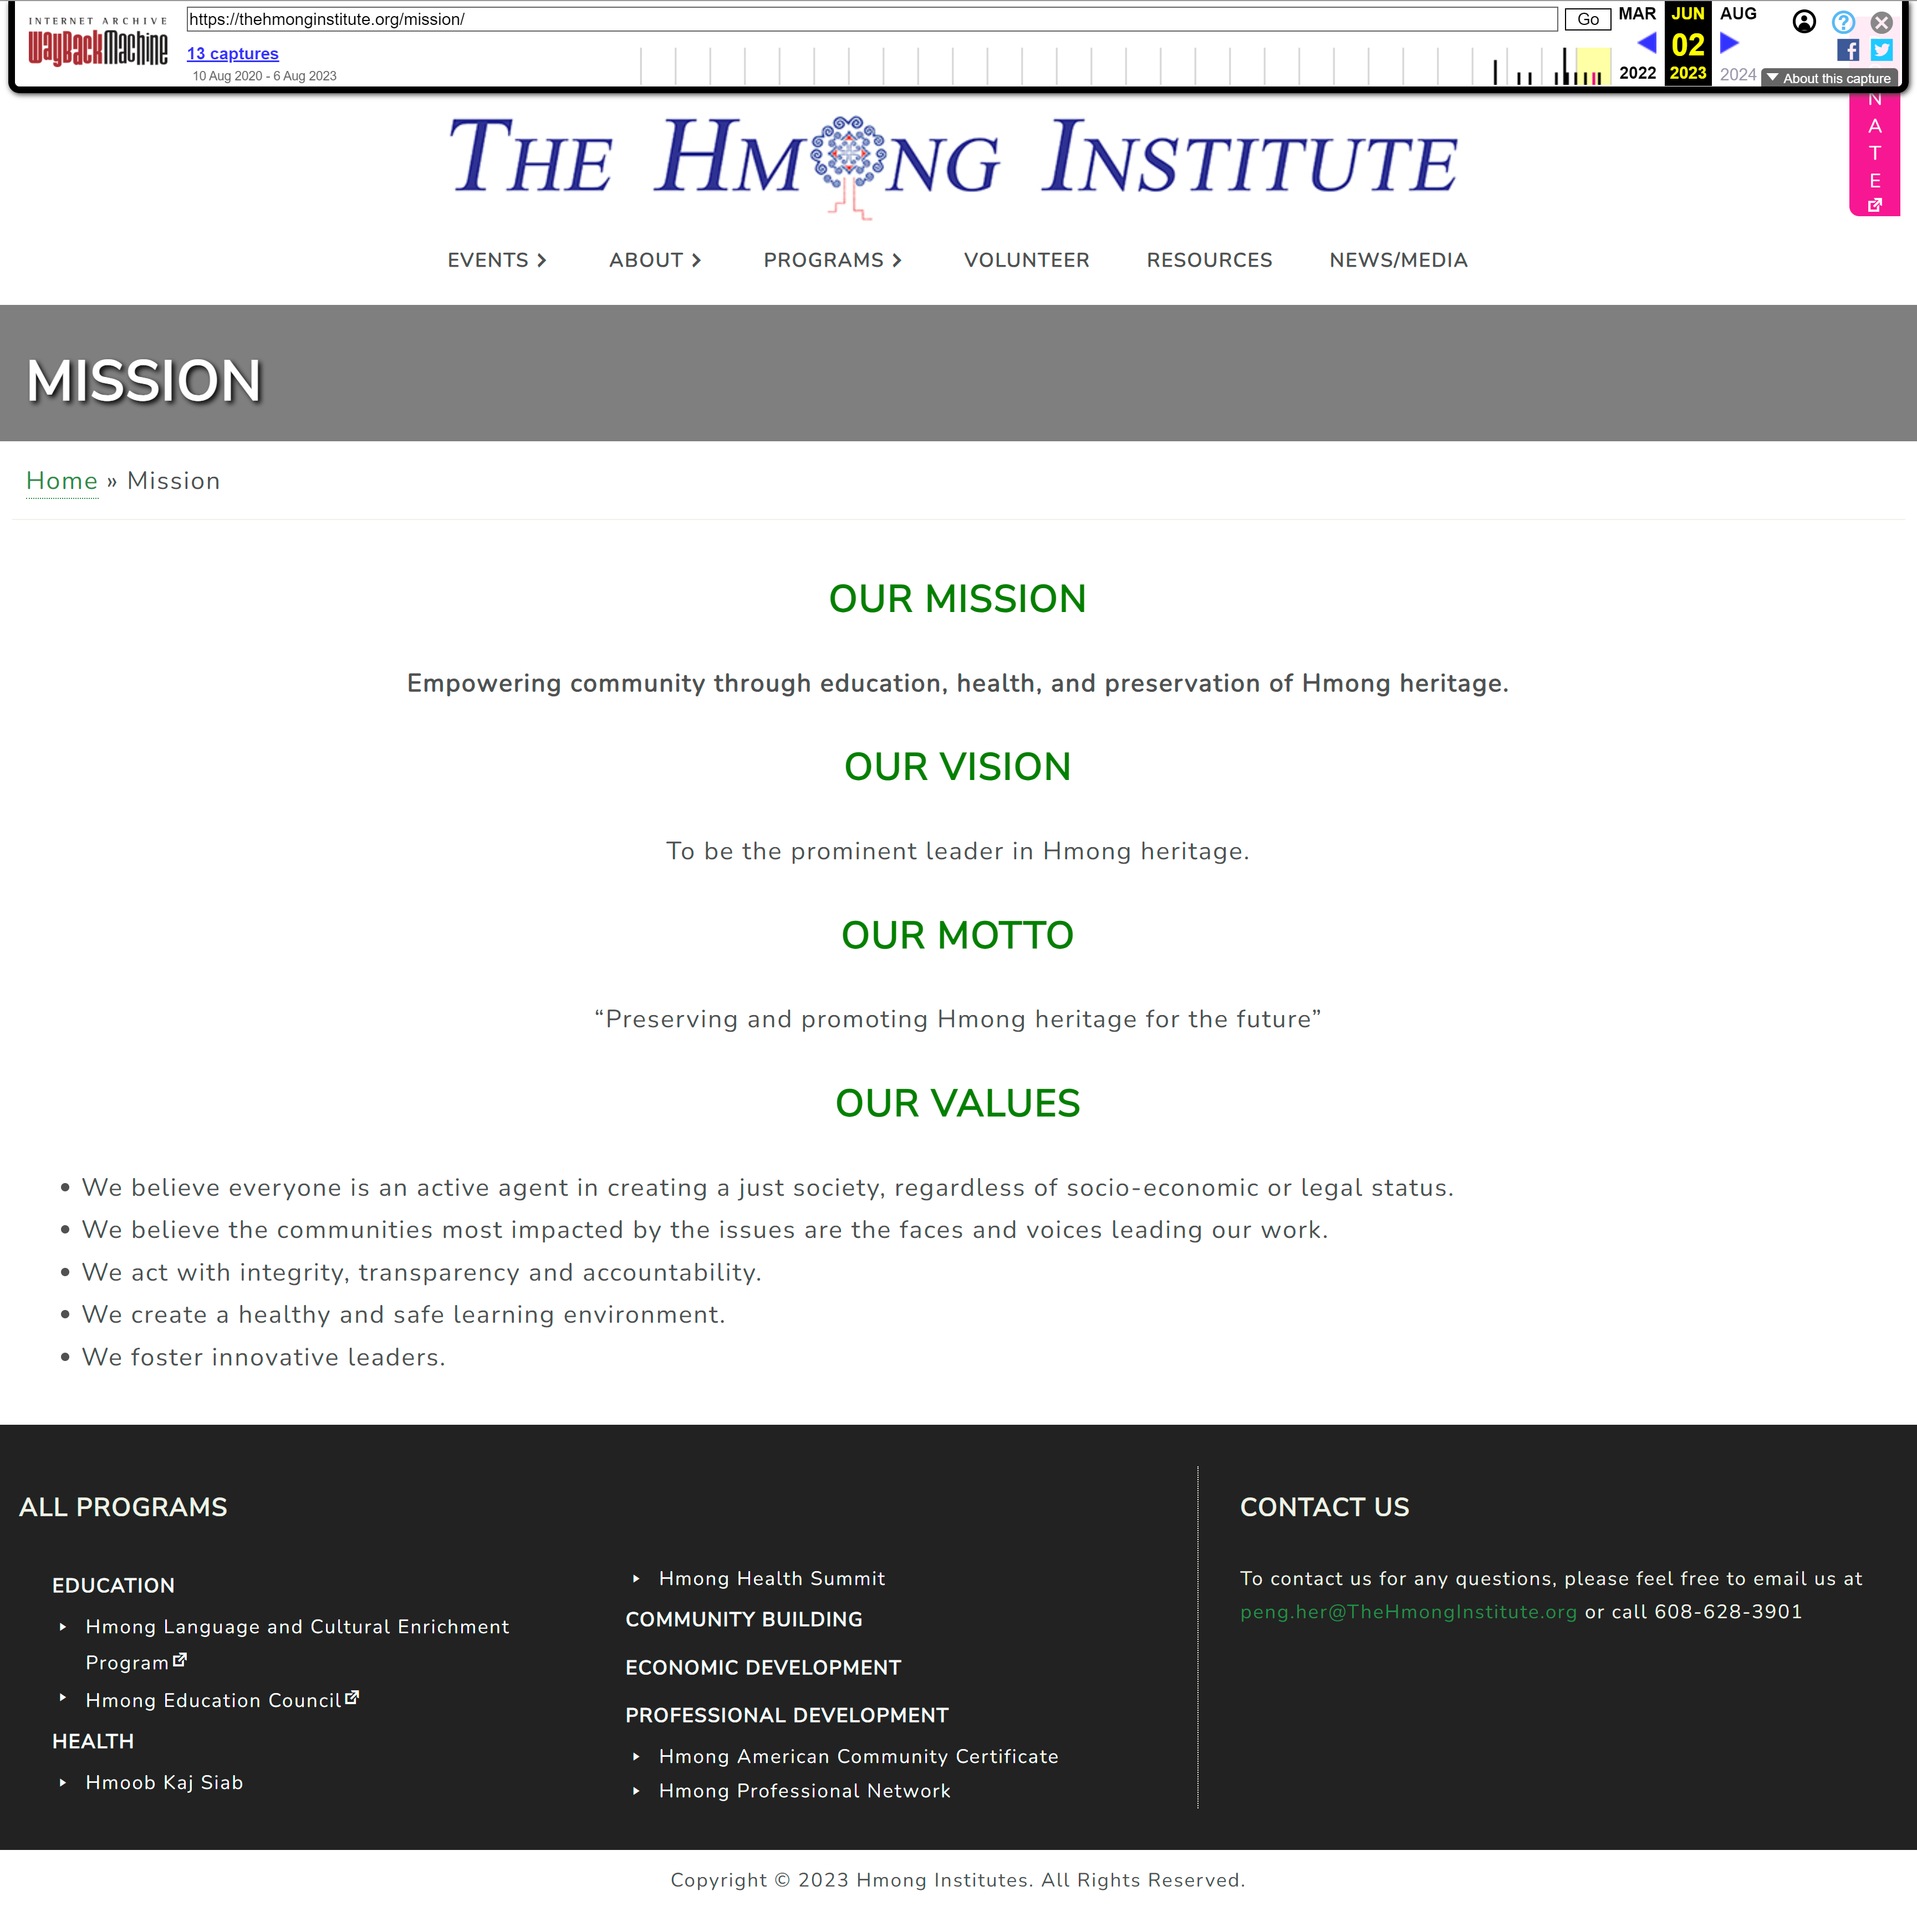 INTERNET ARCHIVE
WayBackMachine
https://thehmonginstitute.org/mission/
Go
13 captures
10 Aug 2020 - 6 Aug 2023
MAR JUN AUG
02
2022 2023 2024
About this capture
N
A
T
E
THE HMONG INSTITUTE
EVENTS ABOUT PROGRAMS VOLUNTEER RESOURCES NEWS/MEDIA
MISSION
Home » Mission
OUR MISSION
Empowering community through education, health, and preservation of Hmong heritage.
OUR VISION
To be the prominent leader in Hmong heritage.
OUR MOTTO
“Preserving and promoting Hmong heritage for the future”
OUR VALUES
• We believe everyone is an active agent in creating a just society, regardless of socio-economic or legal status.
• We believe the communities most impacted by the issues are the faces and voices leading our work.
• We act with integrity, transparency and accountability.
• We create a healthy and safe learning environment.
• We foster innovative leaders.
ALL PROGRAMS
EDUCATION
Hmong Language and Cultural Enrichment
Program
Hmong Education Council
HEALTH
Hmoob Kaj Siab
Hmong Health Summit
COMMUNITY BUILDING
ECONOMIC DEVELOPMENT
PROFESSIONAL DEVELOPMENT
Hmong American Community Certificate
Hmong Professional Network
CONTACT US
To contact us for any questions, please feel free to email us at
peng.her@TheHmongInstitute.org or call 608-628-3901
Copyright © 2023 Hmong Institutes. All Rights Reserved.